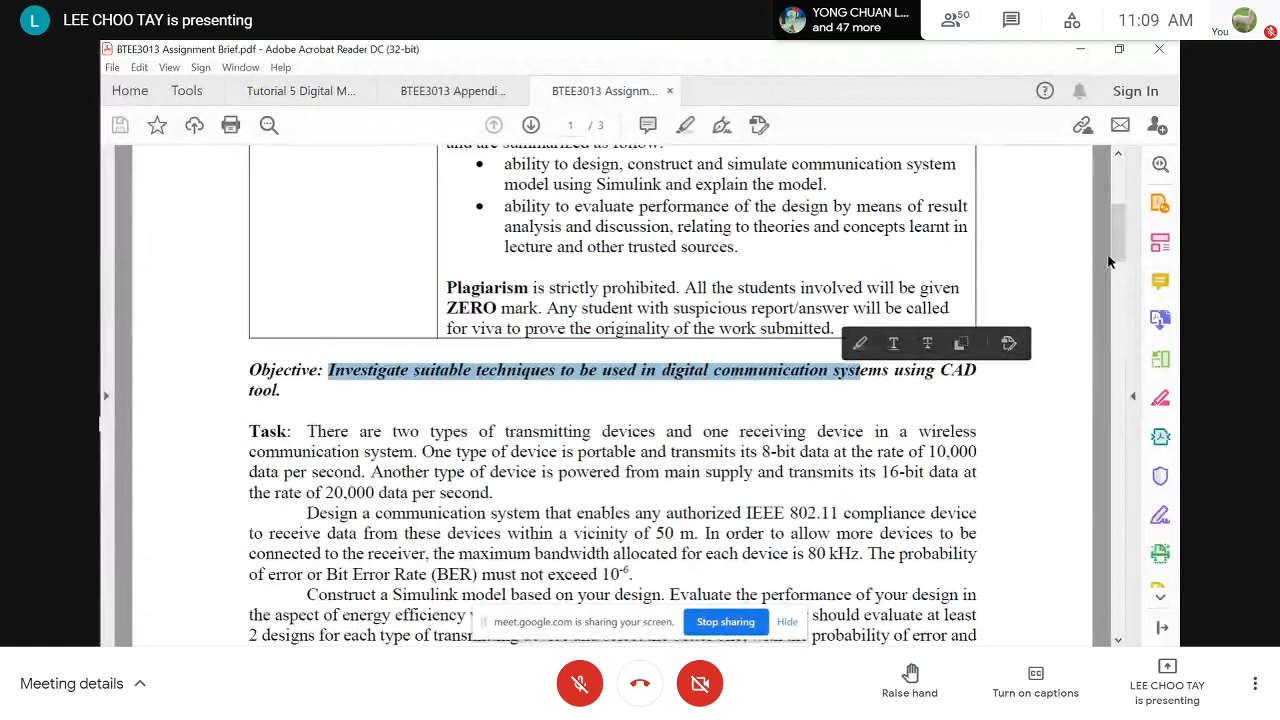 L LEE CHOO TAY is presenting
YONG CHUAN L...
and 47 more
50
11:09 AM
You
BTEE3013 Assignment Brief.pdf - Adobe Acrobat Reader DC (32-bit)
File Edit View Sign Window Help
Home Tools Tutorial 5 Digital M... BTEE3013 Appendi... BTEE3013 Assignm... × Sign In
1 / 3
and are summarized as follow:
• ability to design, construct and simulate communication system
model using Simulink and explain the model.
• ability to evaluate performance of the design by means of result
analysis and discussion, relating to theories and concepts learnt in
lecture and other trusted sources.
Plagiarism is strictly prohibited. All the students involved will be given
ZERO mark. Any student with suspicious report/answer will be called
for viva to prove the originality of the work submitted.
Objective: Investigate suitable techniques to be used in digital communication systems using CAD
tool.
Task: There are two types of transmitting devices and one receiving device in a wireless
communication system. One type of device is portable and transmits its 8-bit data at the rate of 10,000
data per second. Another type of device is powered from main supply and transmits its 16-bit data at
the rate of 20,000 data per second.
Design a communication system that enables any authorized IEEE 802.11 compliance device
to receive data from these devices within a vicinity of 50 m. In order to allow more devices to be
connected to the receiver, the maximum bandwidth allocated for each device is 80 kHz. The probability
of error or Bit Error Rate (BER) must not exceed 10-6.
Construct a Simulink model based on your design. Evaluate the performance of your design in
the aspect of energy efficiency should evaluate at least
2 designs for each type of probability of error and
meet.google.com is sharing your screen. Stop sharing Hide
Meeting details
Raise hand
Turn on captions
LEE CHOO TAY
is presenting